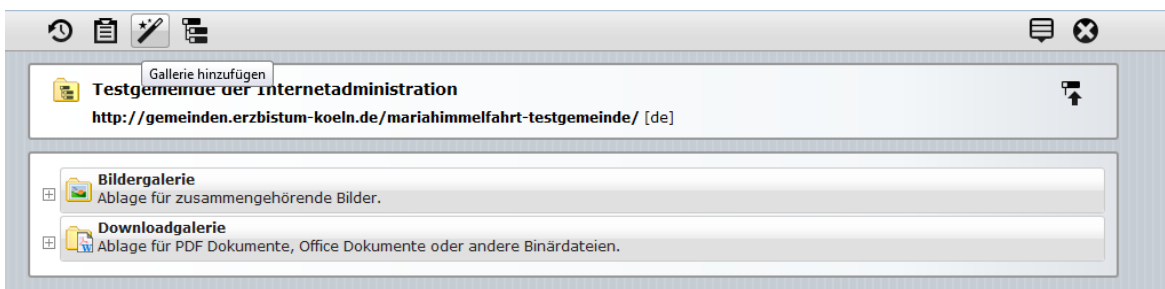 Gallerie hinzufügen
Testgemeinde der Internetadministration
http://gemeinden.erzbistum-koeln.de/mariahimmelfahrt-testgemeinde/ [de]
Bildergalerie
Ablage für zusammengehörende Bilder.
Downloadgalerie
Ablage für PDF Dokumente, Office Dokumente oder andere Binärdateien.